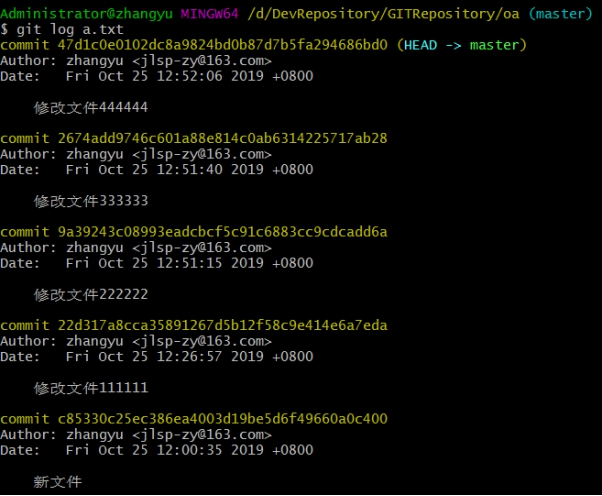 Administrator@zhangyu MINGW64 /d/DevRepository/GITRepository/oa (master)
$ git log a.txt
commit 47d1c0e0102dc8a9824bd0b87d7b5fa294686bd0 (HEAD -> master)
Author: zhangyu <jlsp-zy@163.com>
Date:   Fri Oct 25 12:52:06 2019 +0800
修改文件444444
commit 2674add9746c601a88e814c0ab6314225717ab28
Author: zhangyu <jlsp-zy@163.com>
Date:   Fri Oct 25 12:51:40 2019 +0800
修改文件333333
commit 9a39243c08993eadcbcf5c91c6883cc9cdcadd6a
Author: zhangyu <jlsp-zy@163.com>
Date:   Fri Oct 25 12:51:15 2019 +0800
修改文件222222
commit 22d317a8cca35891267d5b12f58c9e414e6a7eda
Author: zhangyu <jlsp-zy@163.com>
Date:   Fri Oct 25 12:26:57 2019 +0800
修改文件111111
commit c85330c25ec386ea4003d19be5d6f49660a0c400
Author: zhangyu <jlsp-zy@163.com>
Date:   Fri Oct 25 12:00:35 2019 +0800
新文件